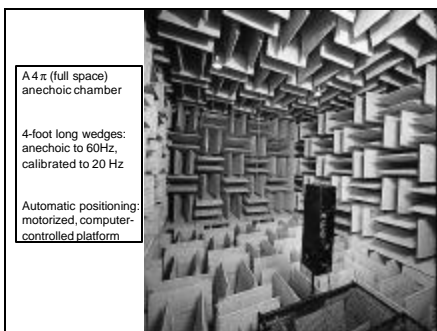 A 4 π (full space)
anechoic chamber
4-foot long wedges:
anechoic to 60Hz,
calibrated to 20 Hz
Automatic positioning:
motorized, computer-
controlled platform